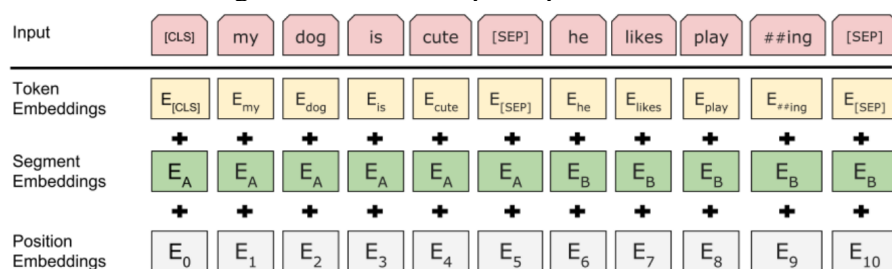 Input [CLS] my dog is cute [SEP] he likes play ##ing [SEP]
Token Embeddings E[CLS] Emy Edog Eis Ecute E[SEP] Ehe Elikes Eplay E##ing E[SEP]
+ + + + + + + + + + +
Segment Embeddings EA EA EA EA EA EA EB EB EB EB EB
+ + + + + + + + + + +
Position Embeddings E0 E1 E2 E3 E4 E5 E6 E7 E8 E9 E10